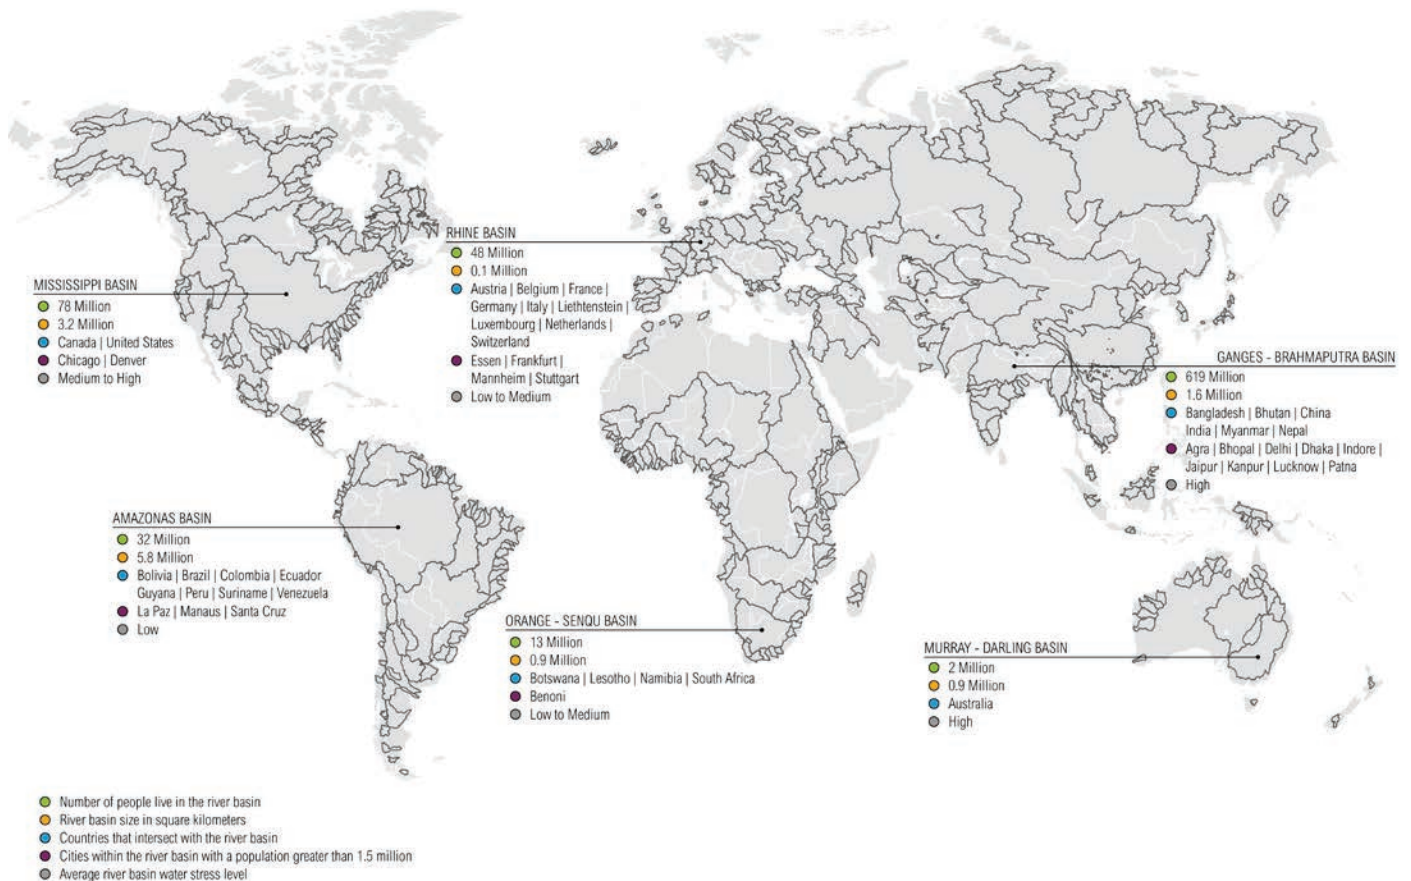 RHINE BASIN
48 Million
0.1 Million
Austria | Belgium | France |
Germany | Italy | Liethtenstein |
Luxembourg | Netherlands |
Switzerland
Essen | Frankfurt |
Mannheim | Stuttgart
Low to Medium
MISSISSIPPI BASIN
78 Million
3.2 Million
Canada | United States
Chicago | Denver
Medium to High
GANGES - BRAHMAPUTRA BASIN
619 Million
1.6 Million
Bangladesh | Bhutan | China
India | Myanmar | Nepal
Agra | Bhopal | Delhi | Dhaka | Indore |
Jaipur | Kanpur | Lucknow | Patna
High
AMAZONAS BASIN
32 Million
5.8 Million
Bolivia | Brazil | Colombia | Ecuador
Guyana | Peru | Suriname | Venezuela
La Paz | Manaus | Santa Cruz
Low
ORANGE - SENQU BASIN
13 Million
0.9 Million
Botswana | Lesotho | Namibia | South Africa
Benoni
Low to Medium
MURRAY - DARLING BASIN
2 Million
0.9 Million
Australia
High
Number of people live in the river basin
River basin size in square kilometers
Countries that intersect with the river basin
Cities within the river basin with a population greater than 1.5 million
Average river basin water stress level